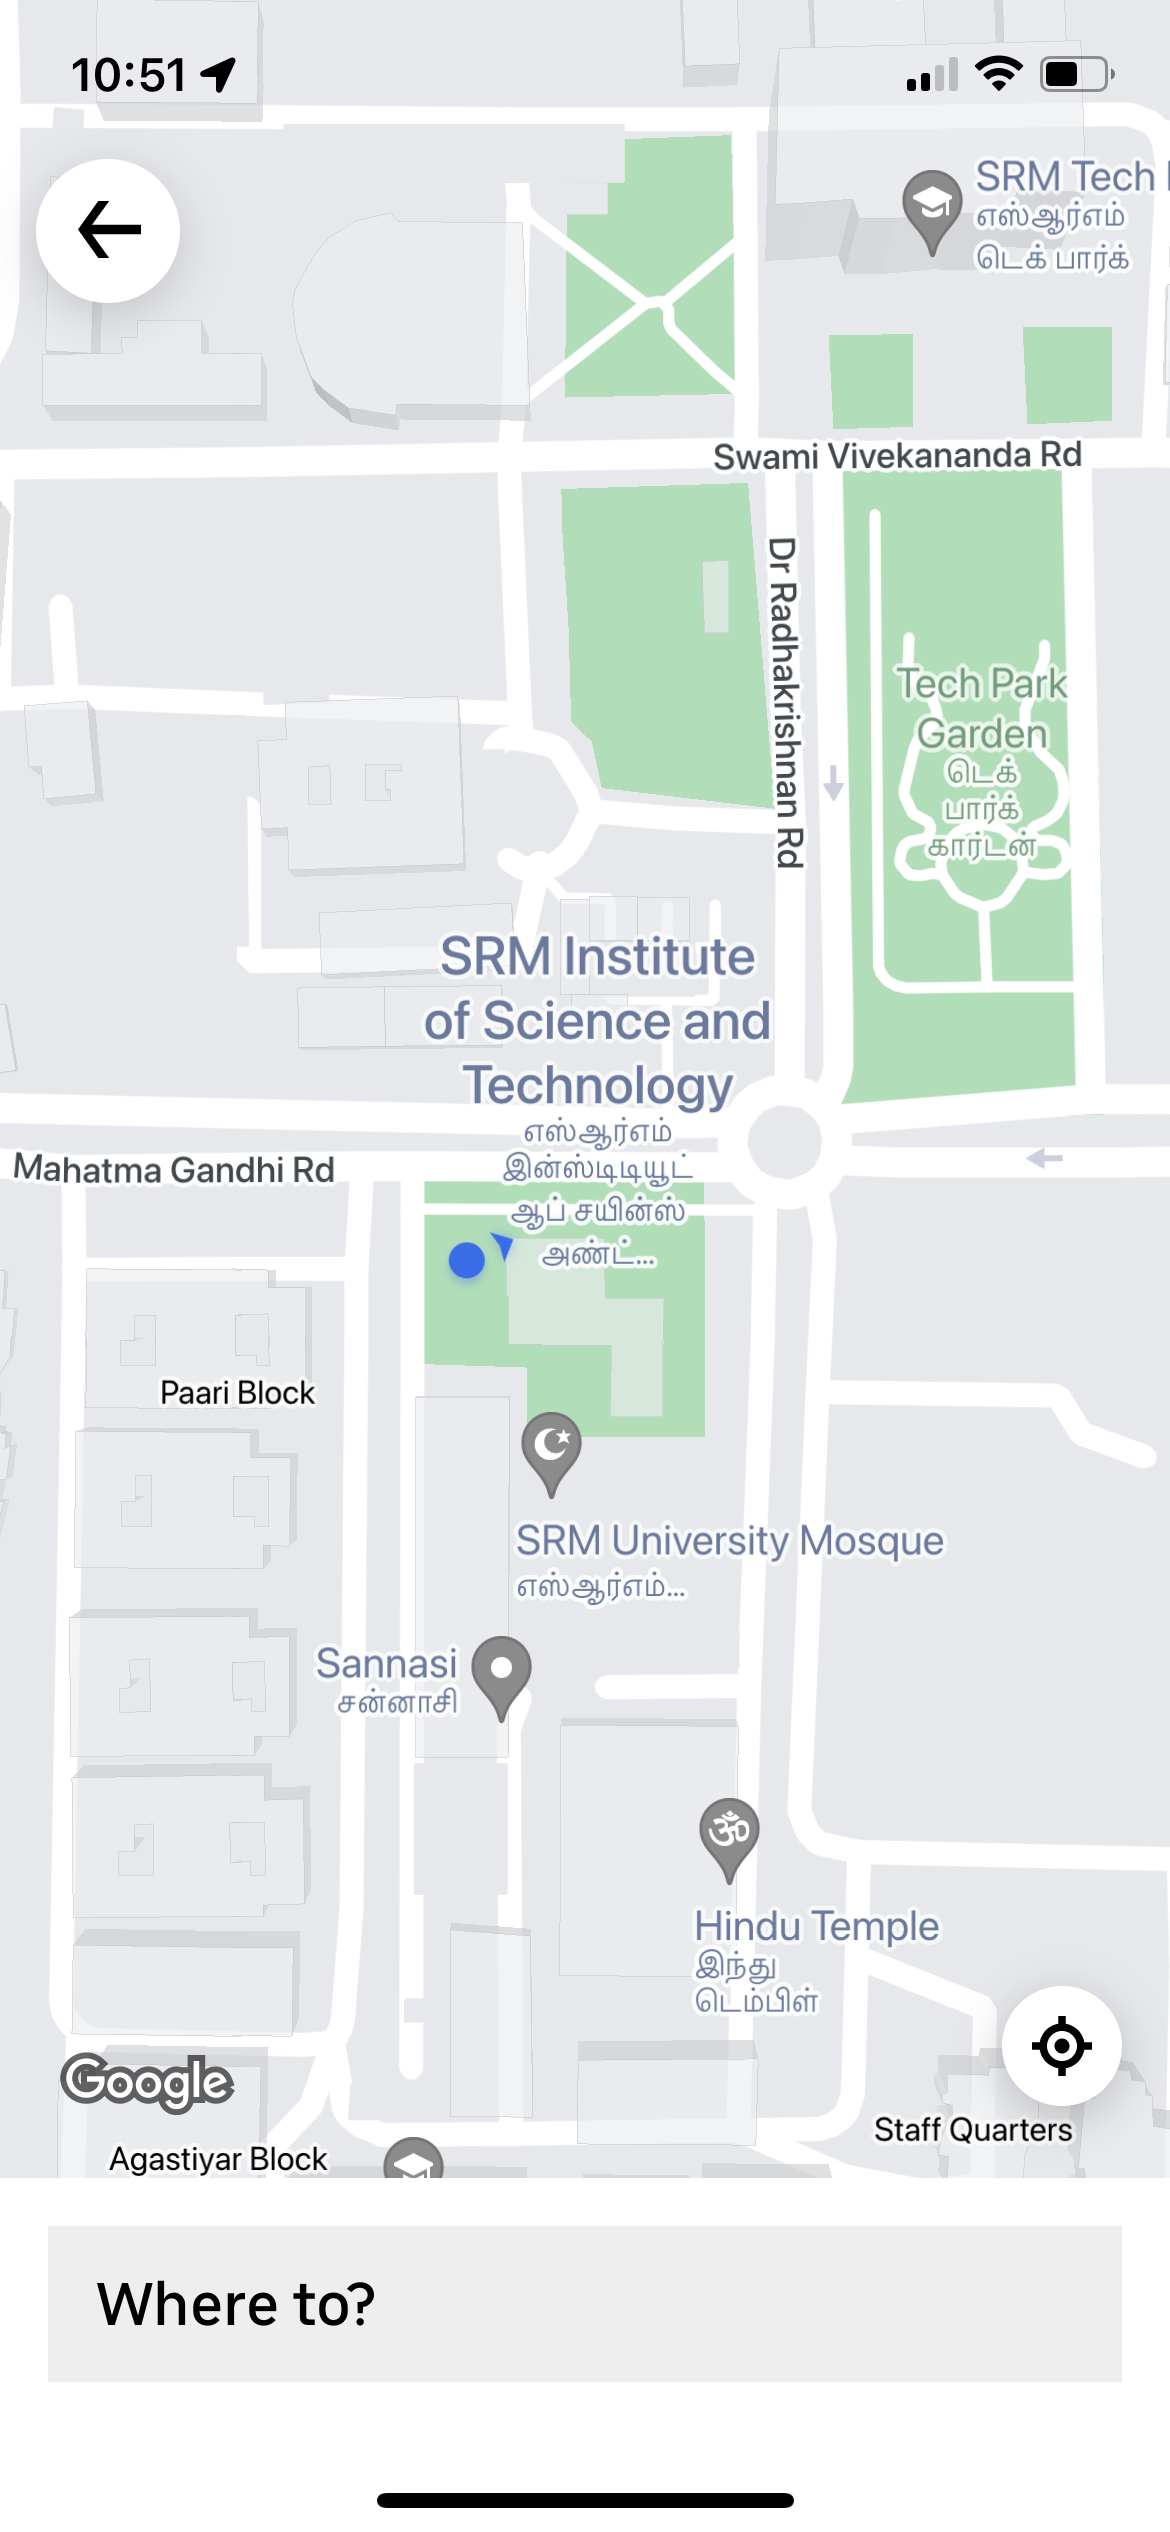 10:51
SRM Tech
எஸ்ஆர்எம்
டெக் பார்க்
Swami Vivekananda Rd
Dr Radhakrishnan Rd
Tech Park
Garden
டெக்
பார்க்
கார்டன்
SRM Institute
of Science and
Technology
எஸ்ஆர்எம்
இன்ஸ்டிடியூட்
ஆப் சயின்ஸ்
அண்ட்...
Mahatma Gandhi Rd
Paari Block
SRM University Mosque
எஸ்ஆர்எம்...
Sannasi
சன்னாசி
ॐ
Hindu Temple
இந்து
டெம்பிள்
Google
Staff Quarters
Agastiyar Block
Where to?